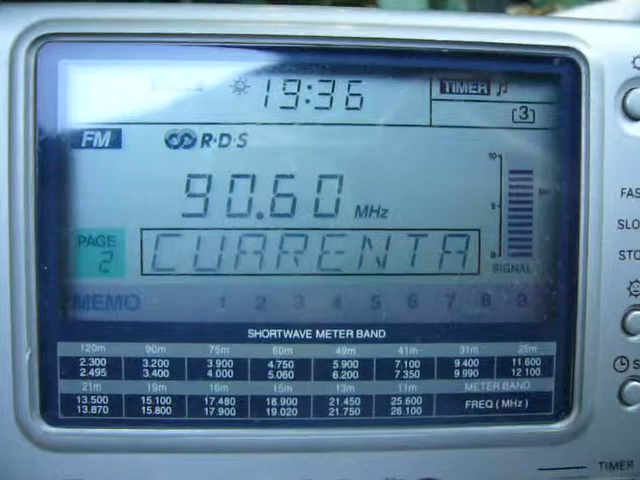 19:36
TIMER
3
FM R·D·S
90.60 MHz
10
5
0
SIGNAL
PAGE 2
CUARENTA
MEMO 1 2 3 4 5 6 7 8 9
SHORTWAVE METER BAND
120m 90m 75m 60m 49m 41m 31m 25m
2.300 3.200 3.900 4.750 5.900 7.100 9.400 11.600
2.495 3.400 4.000 5.060 6.200 7.350 9.990 12.100
21m 19m 16m 15m 13m 11m METER BAND
13.500 15.100 17.480 18.900 21.450 25.600 FREQ ( MHz )
13.870 15.800 17.900 19.020 21.750 26.100
FAS
SLO
STO
S
TIMER